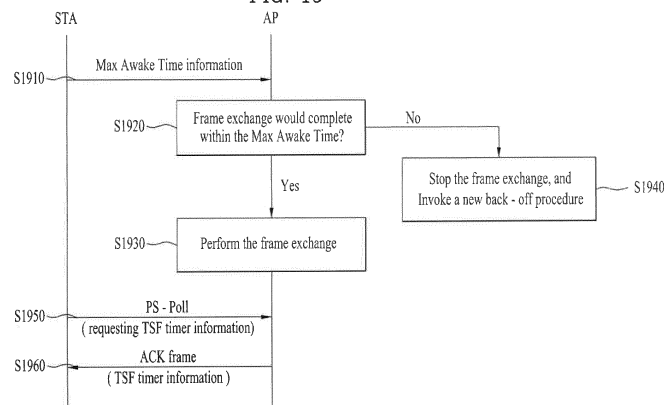 STA
AP
Max Awake Time information
S1910
Frame exchange would complete
within the Max Awake Time?
S1920
No
Stop the frame exchange, and
Invoke a new back - off procedure
S1940
Yes
Perform the frame exchange
S1930
PS - Poll
S1950
( requesting TSF timer information)
ACK frame
S1960
( TSF timer information )